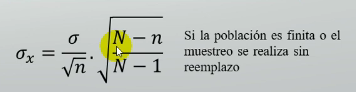 σₓ = σ/√n . √((N − n)/(N − 1))
Si la población es finita o el
muestreo se realiza sin
reemplazo